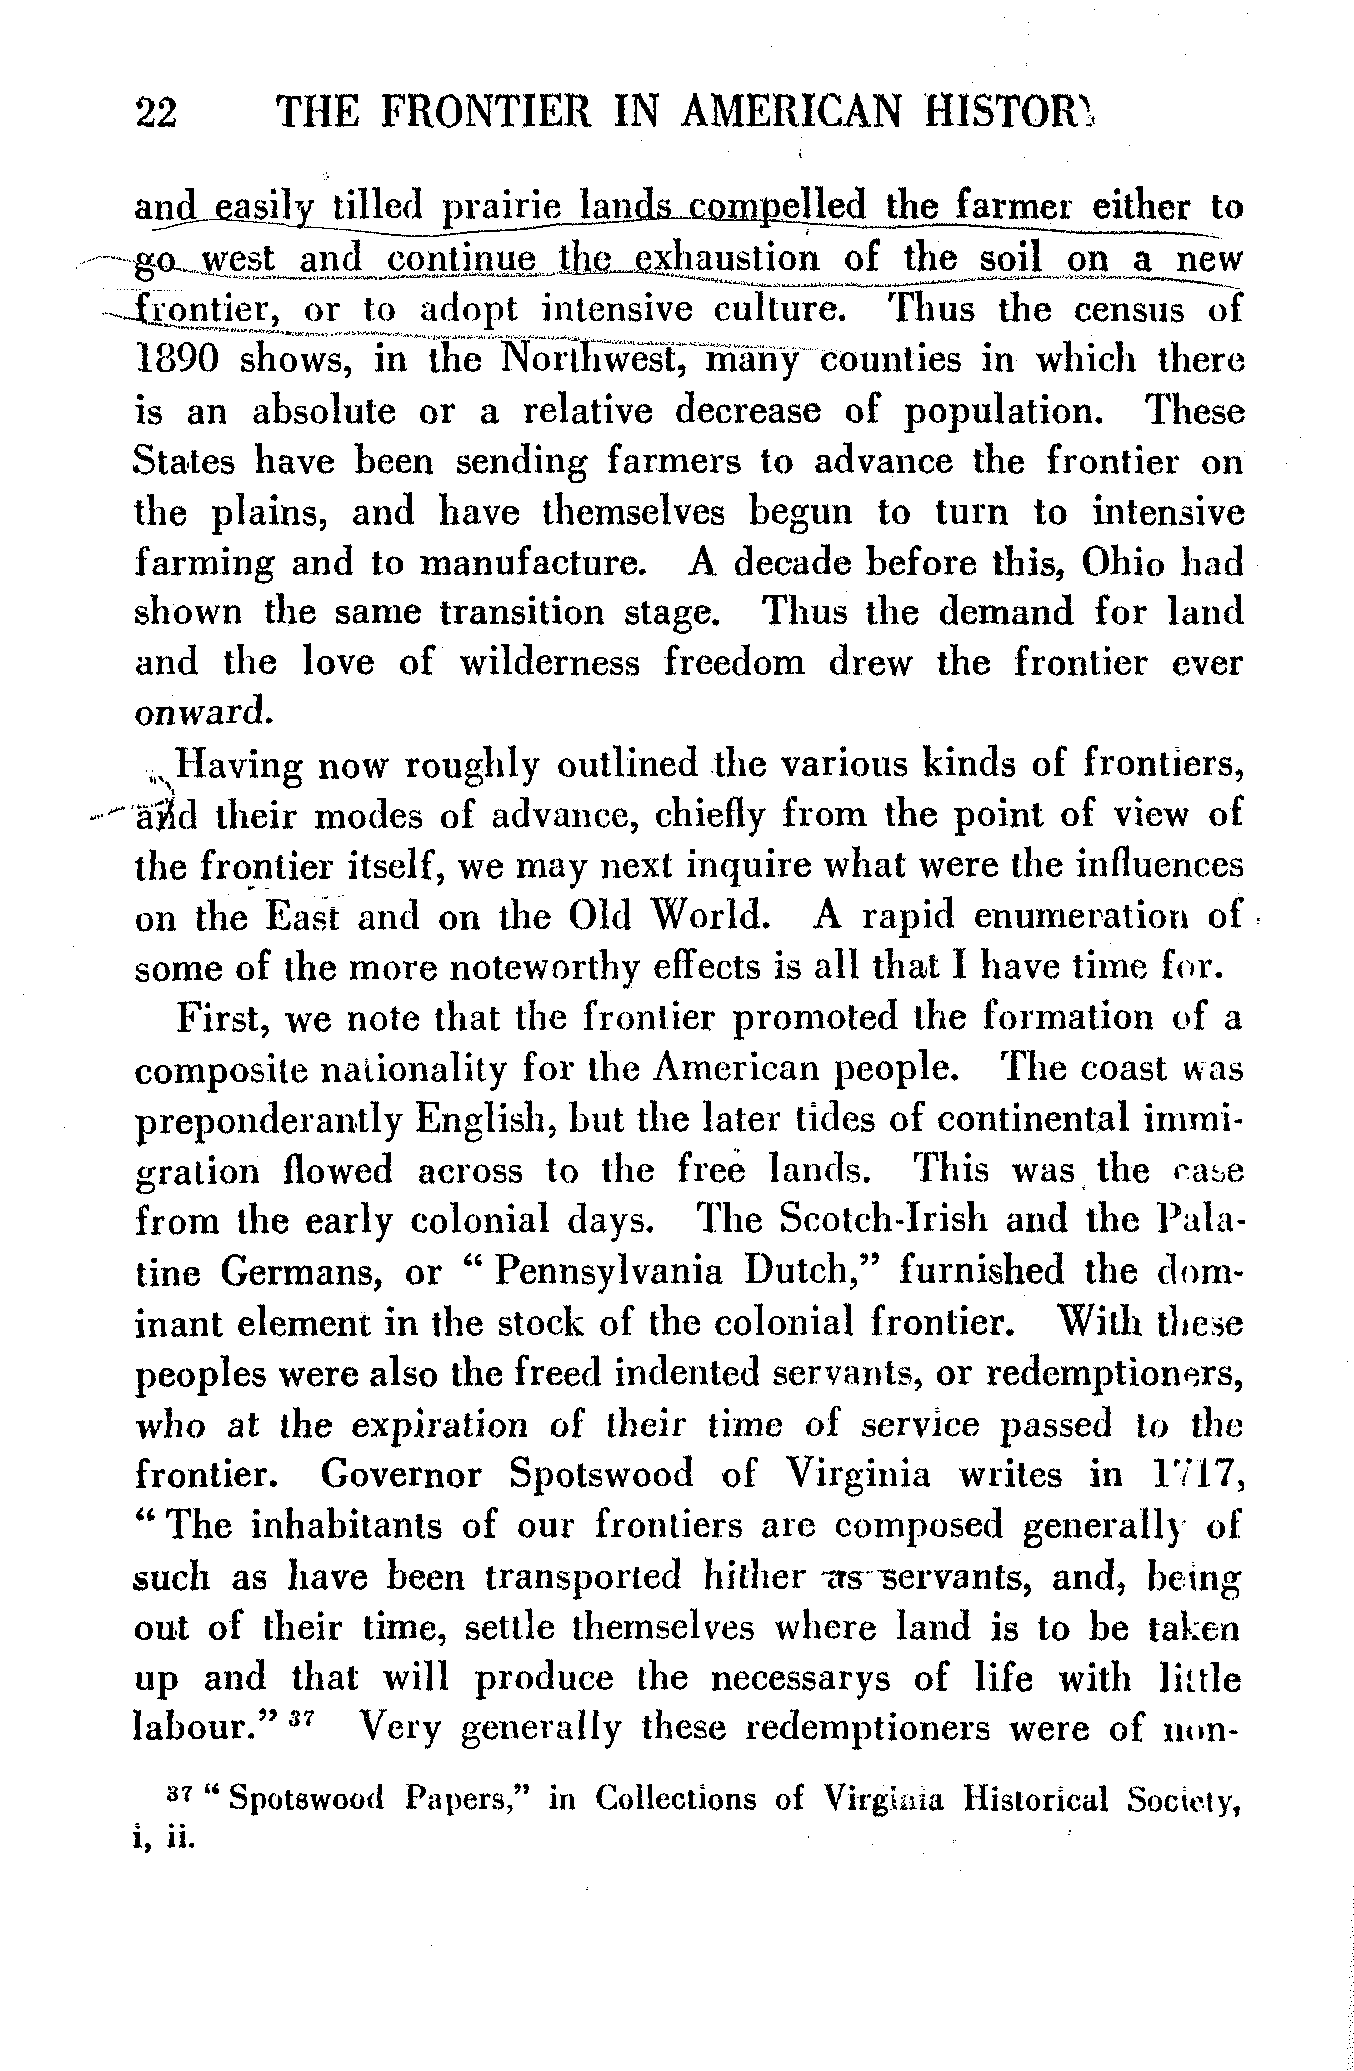 22 THE FRONTIER IN AMERICAN HISTORY
and easily tilled prairie lands compelled the farmer either to
go west and continue the exhaustion of the soil on a new
frontier, or to adopt intensive culture. Thus the census of
1890 shows, in the Northwest, many counties in which there
is an absolute or a relative decrease of population. These
States have been sending farmers to advance the frontier on
the plains, and have themselves begun to turn to intensive
farming and to manufacture. A decade before this, Ohio had
shown the same transition stage. Thus the demand for land
and the love of wilderness freedom drew the frontier ever
onward.
Having now roughly outlined the various kinds of frontiers,
and their modes of advance, chiefly from the point of view of
the frontier itself, we may next inquire what were the influences
on the East and on the Old World. A rapid enumeration of
some of the more noteworthy effects is all that I have time for.
First, we note that the frontier promoted the formation of a
composite nationality for the American people. The coast was
preponderantly English, but the later tides of continental immi-
gration flowed across to the free lands. This was the case
from the early colonial days. The Scotch-Irish and the Pala-
tine Germans, or " Pennsylvania Dutch," furnished the dom-
inant element in the stock of the colonial frontier. With these
peoples were also the freed indented servants, or redemptioners,
who at the expiration of their time of service passed to the
frontier. Governor Spotswood of Virginia writes in 1717,
" The inhabitants of our frontiers are composed generally of
such as have been transported hither as servants, and, being
out of their time, settle themselves where land is to be taken
up and that will produce the necessarys of life with little
labour." 37 Very generally these redemptioners were of non-
37 " Spotswood Papers," in Collections of Virginia Historical Society,
i, ii.